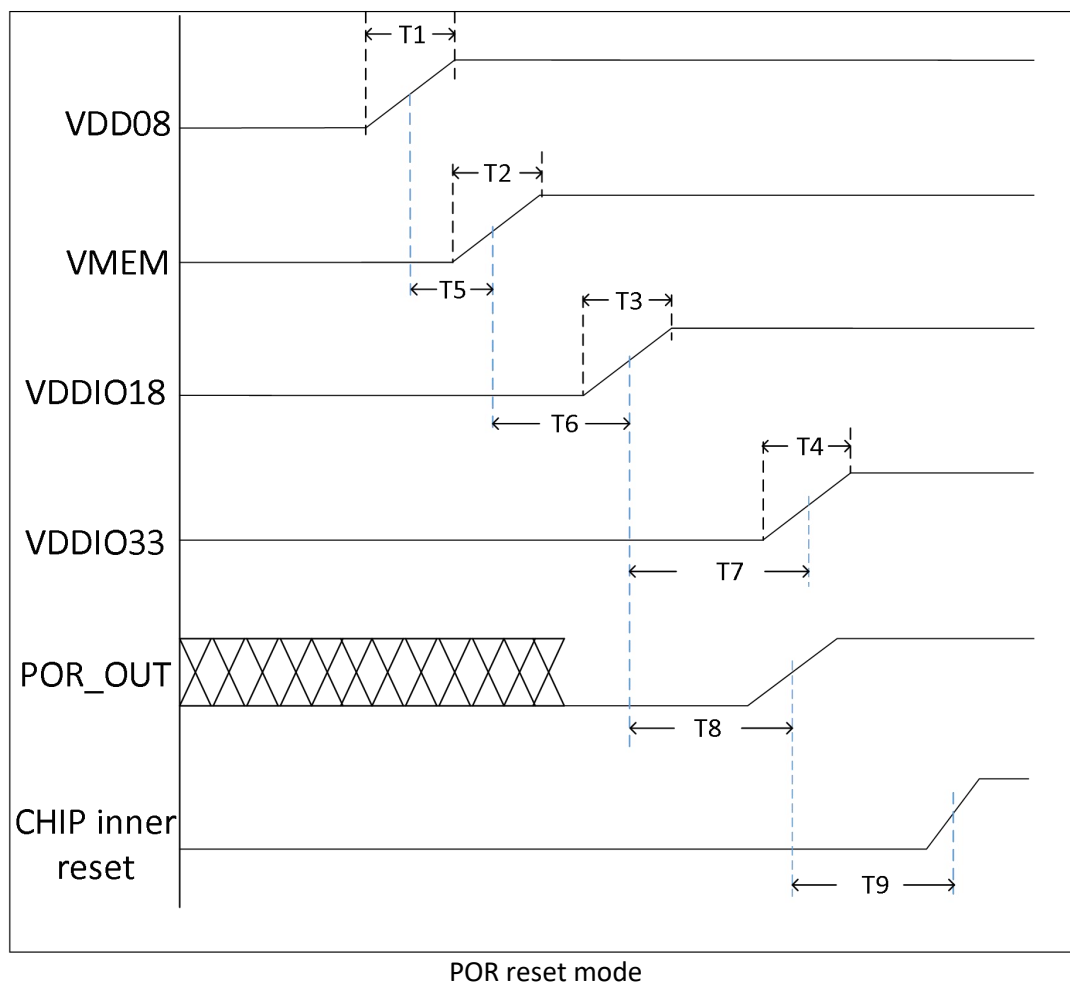 T1
VDD08
T2
VMEM
T5
T3
VDDIO18
T6
T4
VDDIO33
T7
POR_OUT
T8
CHIP inner
reset
T9
POR reset mode